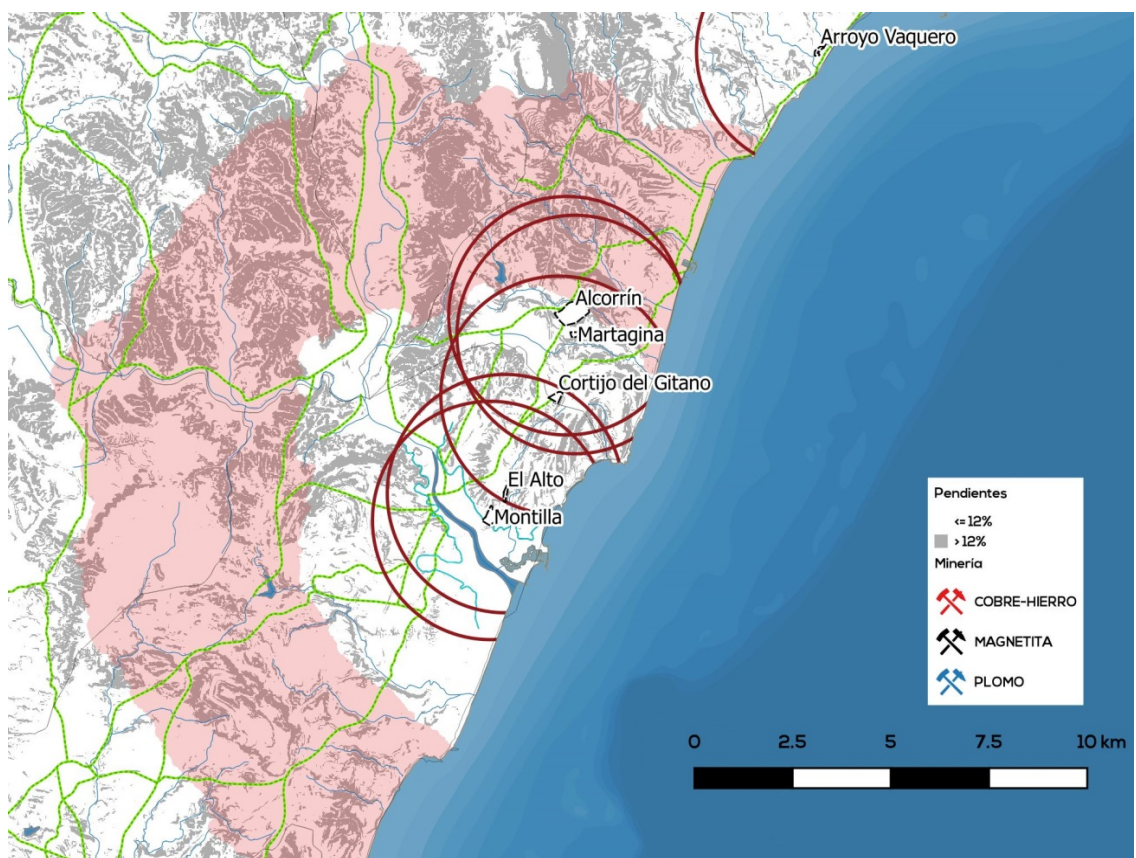 Arroyo Vaquero
Alcorrín
Martagina
Cortijo del Gitano
El Alto
Montilla
Pendientes
<= 12%
> 12%
Minería
COBRE-HIERRO
MAGNETITA
PLOMO
0 2.5 5 7.5 10 km